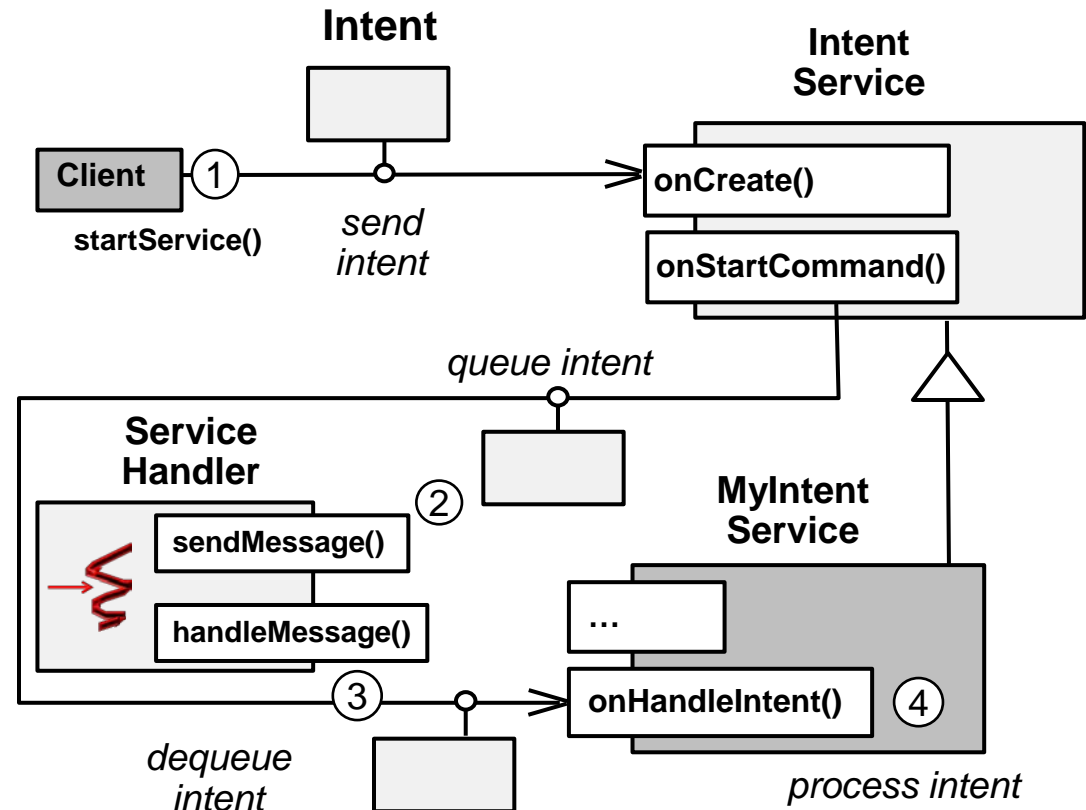 Intent
Intent
Service
Client
1
onCreate()
startService()
send
intent
onStartCommand()
queue intent
Service
Handler
2
MyIntent
Service
sendMessage()
handleMessage()
...
3
onHandleIntent()
4
dequeue
intent
process intent